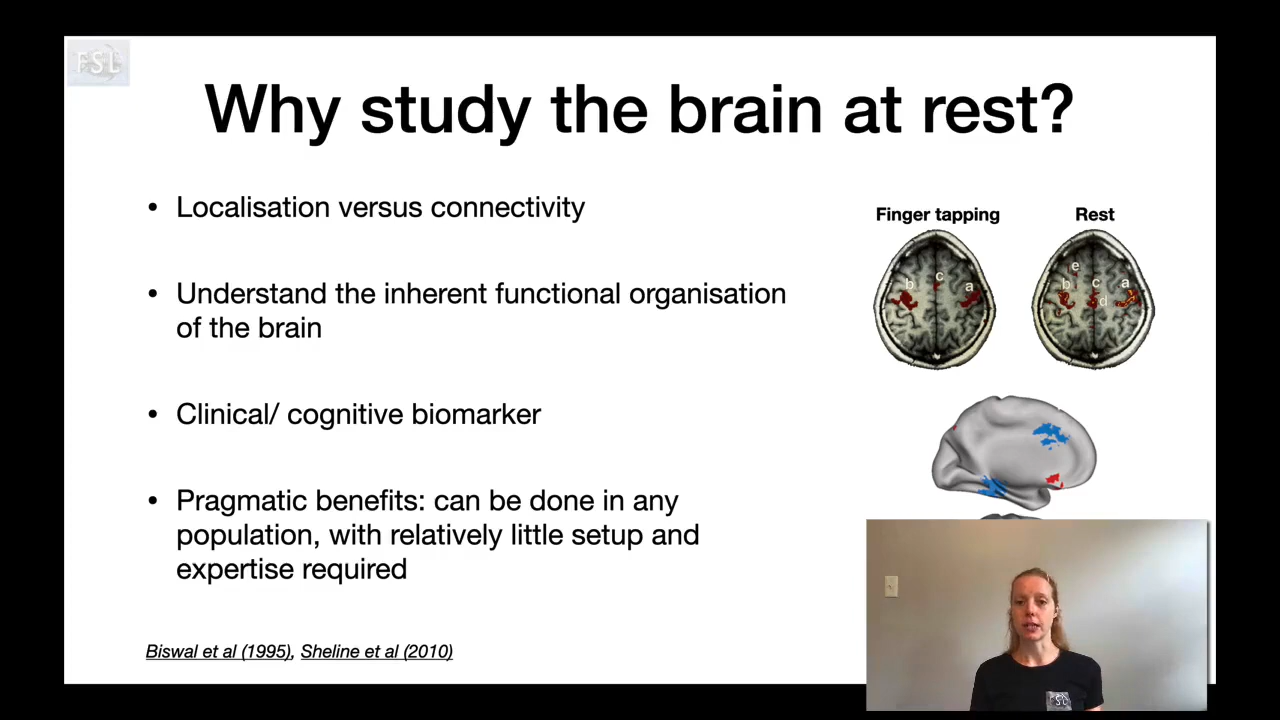 FSL
Why study the brain at rest?
• Localisation versus connectivity
• Understand the inherent functional organisation
of the brain
• Clinical/ cognitive biomarker
• Pragmatic benefits: can be done in any
population, with relatively little setup and
expertise required
Biswal et al (1995), Sheline et al (2010)
Finger tapping
Rest
b c a
e b c d a
FSL